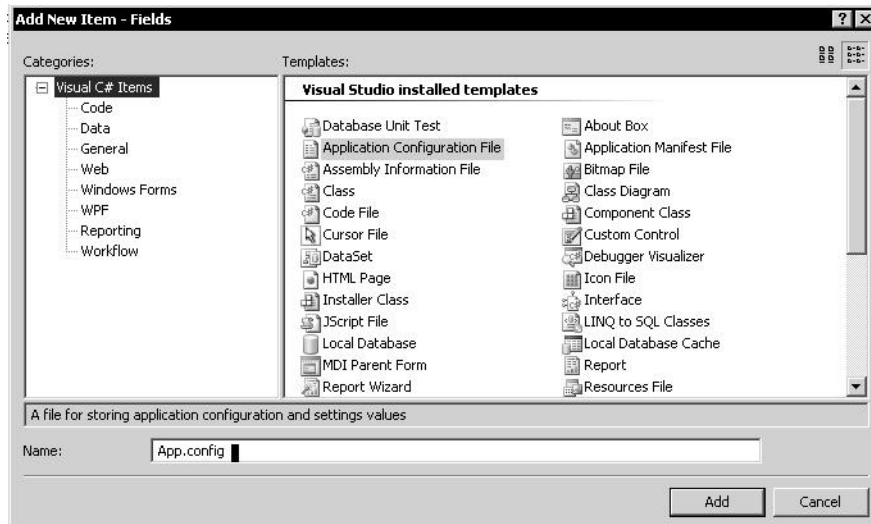 Add New Item - Fields
Categories:
Templates:
Visual C# Items
Code
Data
General
Web
Windows Forms
WPF
Reporting
Workflow
Visual Studio installed templates
Database Unit Test
About Box
Application Configuration File
Application Manifest File
Assembly Information File
Bitmap File
Class
Class Diagram
Code File
Component Class
Cursor File
Custom Control
DataSet
Debugger Visualizer
HTML Page
Icon File
Installer Class
Interface
JScript File
LINQ to SQL Classes
Local Database
Local Database Cache
MDI Parent Form
Report
Report Wizard
Resources File
A file for storing application configuration and settings values
Name:
App.config
Add
Cancel